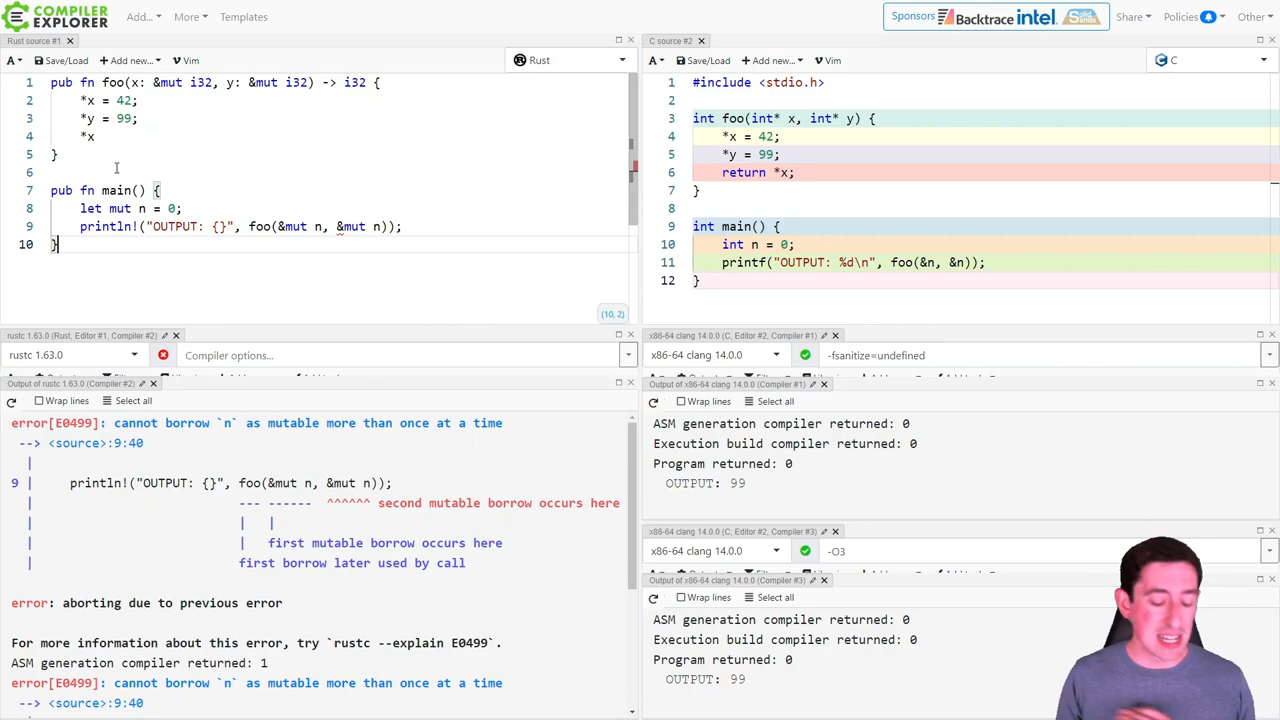 COMPILER EXPLORER
Add... More Templates
Sponsors Backtrace intel. Solid Sands
Share Policies Other
Rust source #1
A Save/Load Add new... Vim
Rust
1 pub fn foo(x: &mut i32, y: &mut i32) -> i32 {
2 *x = 42;
3 *y = 99;
4 *x
5 }
6
7 pub fn main() {
8 let mut n = 0;
9 println!("OUTPUT: {}", foo(&mut n, &mut n));
10 }
(10, 2)
C source #2
A Save/Load Add new... Vim
C
1 #include <stdio.h>
2
3 int foo(int* x, int* y) {
4 *x = 42;
5 *y = 99;
6 return *x;
7 }
8
9 int main() {
10 int n = 0;
11 printf("OUTPUT: %d\n", foo(&n, &n));
12 }
rustc 1.63.0 (Rust, Editor #1, Compiler #2)
rustc 1.63.0 Compiler options...
Output of rustc 1.63.0 (Compiler #2)
Wrap lines Select all
error[E0499]: cannot borrow `n` as mutable more than once at a time
--> <source>:9:40
|
9 | println!("OUTPUT: {}", foo(&mut n, &mut n));
| --- ------ ^^^^^^ second mutable borrow occurs here
| | |
| | first mutable borrow occurs here
| first borrow later used by call
error: aborting due to previous error
For more information about this error, try `rustc --explain E0499`.
ASM generation compiler returned: 1
error[E0499]: cannot borrow `n` as mutable more than once at a time
--> <source>:9:40
x86-64 clang 14.0.0 (C, Editor #2, Compiler #1)
x86-64 clang 14.0.0 -fsanitize=undefined
Output of x86-64 clang 14.0.0 (Compiler #1)
Wrap lines Select all
ASM generation compiler returned: 0
Execution build compiler returned: 0
Program returned: 0
OUTPUT: 99
x86-64 clang 14.0.0 (C, Editor #2, Compiler #3)
x86-64 clang 14.0.0 -O3
Output of x86-64 clang 14.0.0 (Compiler #3)
Wrap lines Select all
ASM generation compiler returned: 0
Execution build compiler returned: 0
Program returned: 0
OUTPUT: 99